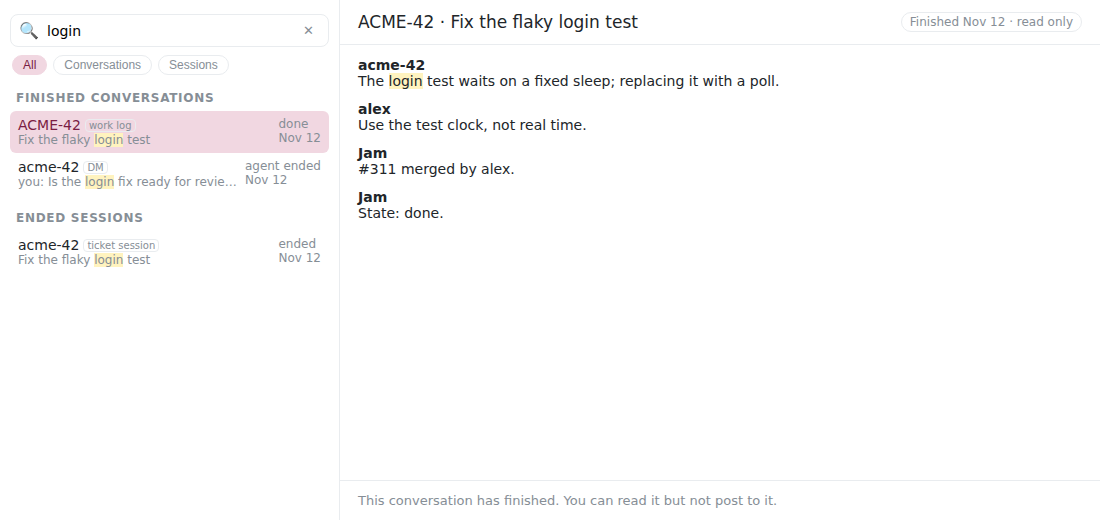 login ✕
All Conversations Sessions
FINISHED CONVERSATIONS
ACME-42 work log done
Fix the flaky login test Nov 12
acme-42 DM agent ended
you: Is the login fix ready for revie… Nov 12
ENDED SESSIONS
acme-42 ticket session ended
Fix the flaky login test Nov 12
ACME-42 · Fix the flaky login test Finished Nov 12 · read only
acme-42
The login test waits on a fixed sleep; replacing it with a poll.
alex
Use the test clock, not real time.
Jam
#311 merged by alex.
Jam
State: done.
This conversation has finished. You can read it but not post to it.